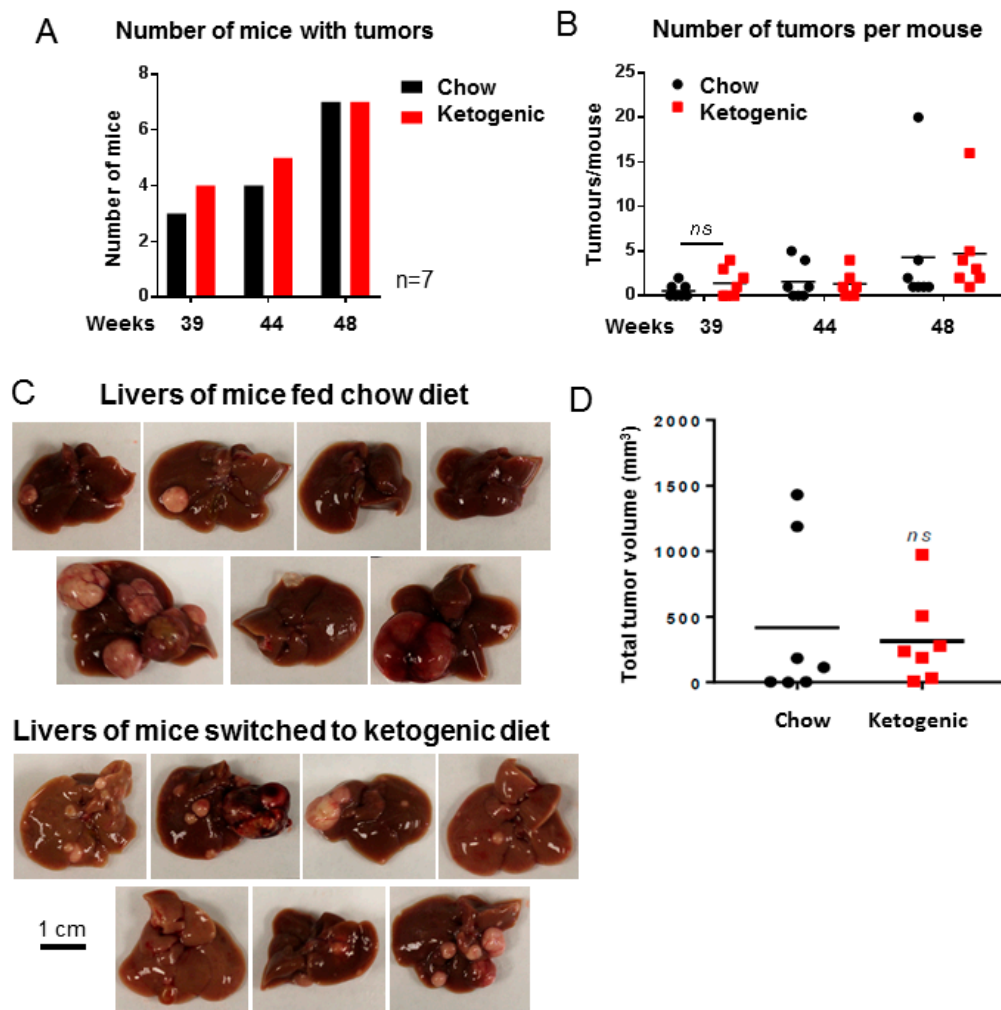 A
Number of mice with tumors
8
6
4
2
0
Number of mice
Chow
Ketogenic
n=7
Weeks 39 44 48
B
Number of tumors per mouse
25
20
15
10
5
0
Tumours/mouse
Chow
Ketogenic
ns
Weeks 39 44 48
C
Livers of mice fed chow diet
Livers of mice switched to ketogenic diet
1 cm
D
2000
1500
1000
500
0
Total tumor volume (mm³)
ns
Chow Ketogenic